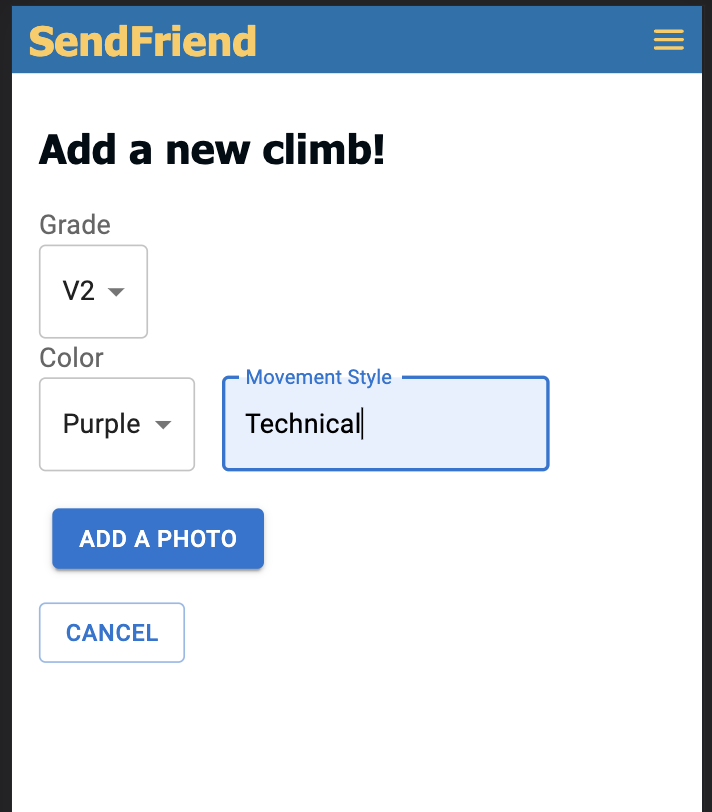 SendFriend
Add a new climb!
Grade
V2
Color
Movement Style
Purple
Technical
ADD A PHOTO
CANCEL